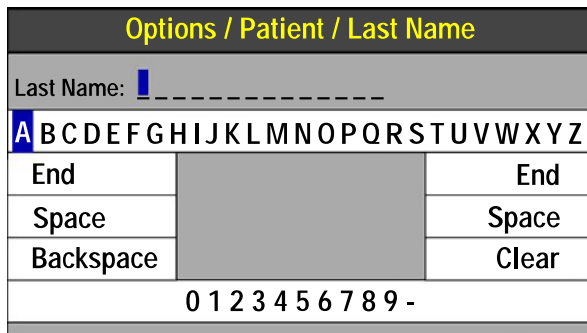 Options / Patient / Last Name
Last Name: _ _ _ _ _ _ _ _ _ _ _ _ _ _
A B C D E F G H I J K L M N O P Q R S T U V W X Y Z
End End
Space Space
Backspace Clear
0 1 2 3 4 5 6 7 8 9 -